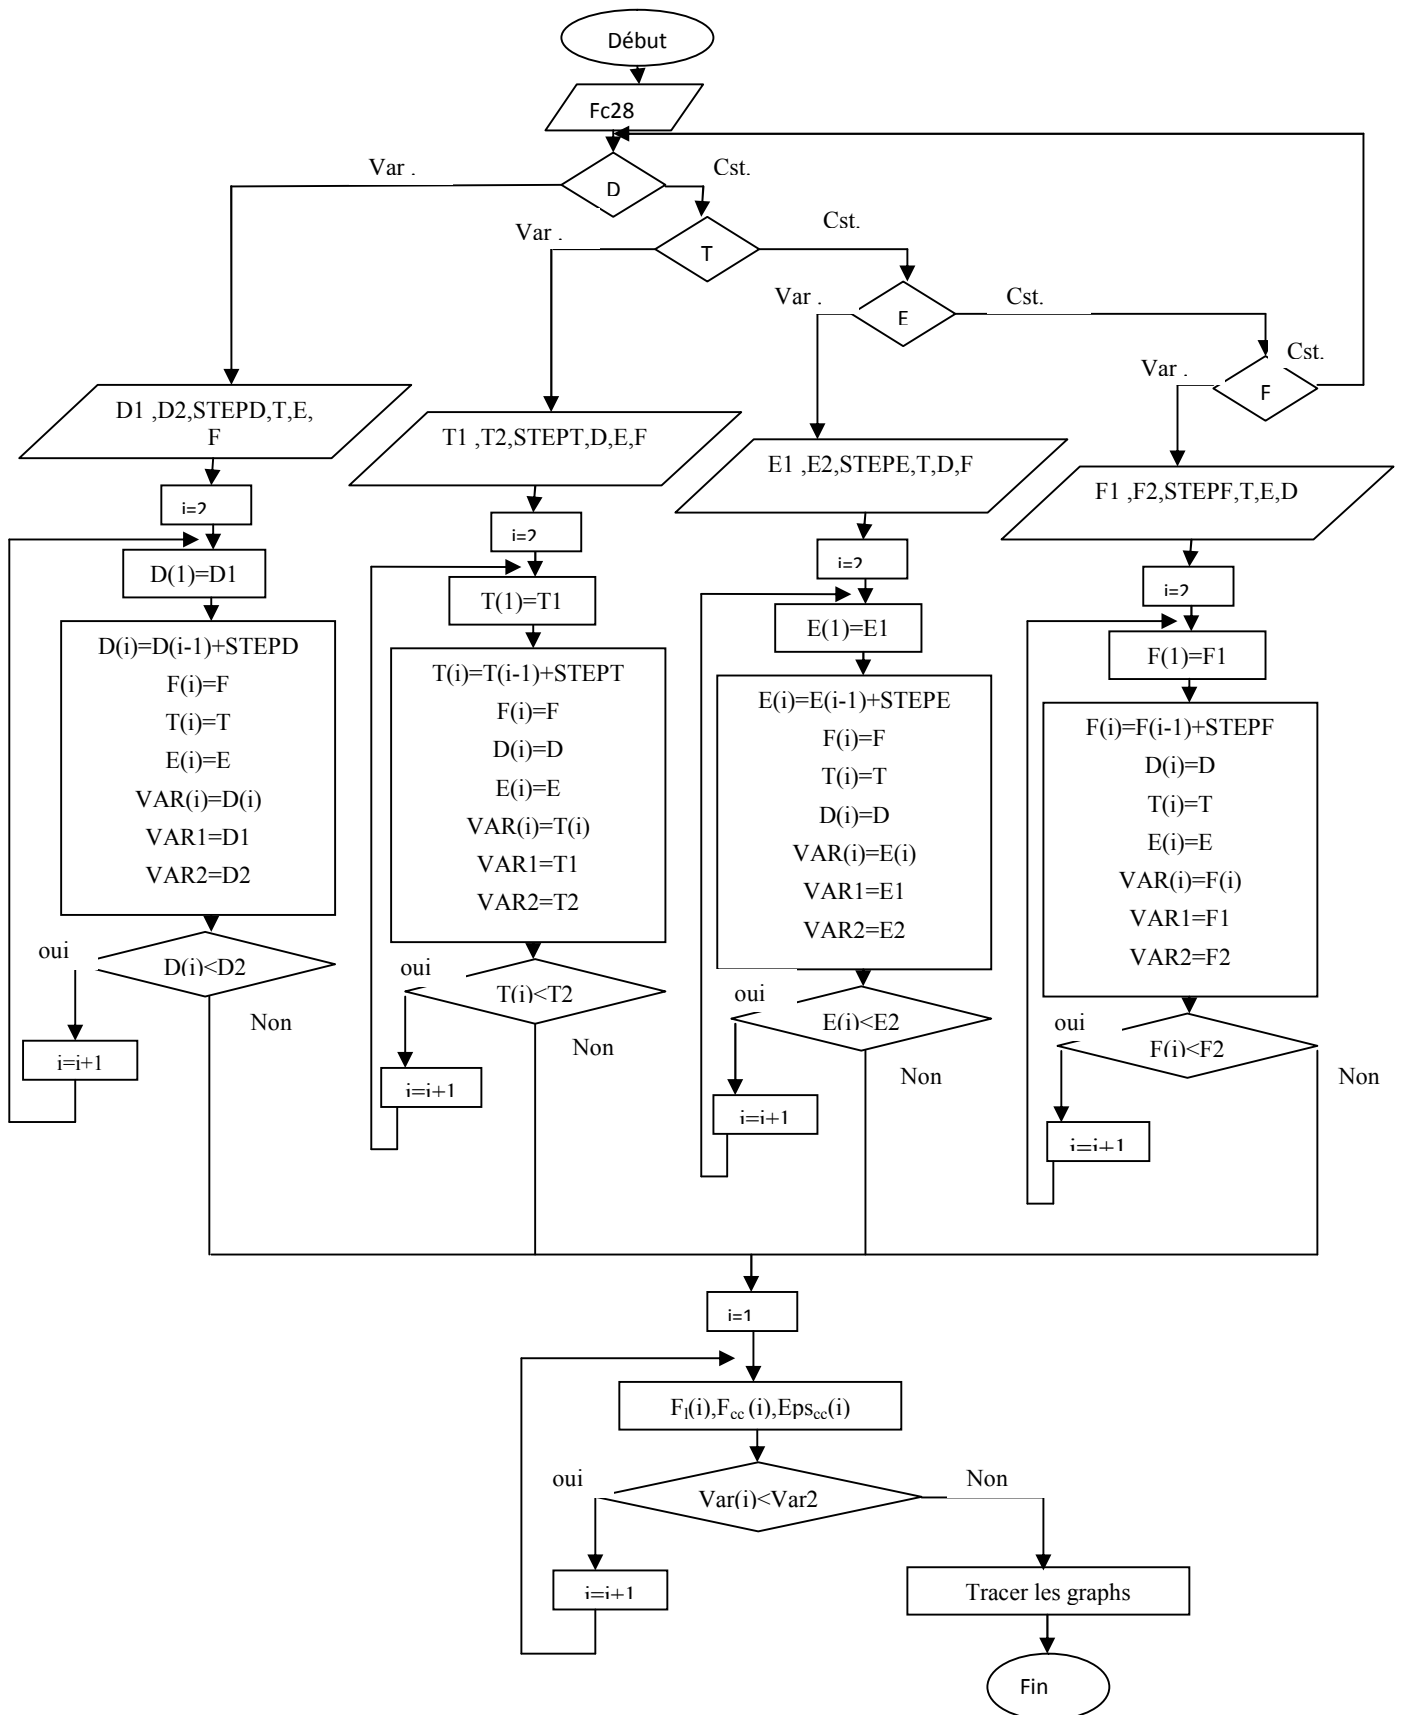 Début
Fc28
Var .
D
Cst.
Var .
T
Cst.
Var .
E
Cst.
Var .
F
Cst.
D1 ,D2,STEPD,T,E,
F
i=2
D(1)=D1
D(i)=D(i-1)+STEPD
F(i)=F
T(i)=T
E(i)=E
VAR(i)=D(i)
VAR1=D1
VAR2=D2
oui
D(i)<D2
Non
i=i+1
T1 ,T2,STEPT,D,E,F
i=2
T(1)=T1
T(i)=T(i-1)+STEPT
F(i)=F
D(i)=D
E(i)=E
VAR(i)=T(i)
VAR1=T1
VAR2=T2
oui
T(i)<T2
Non
i=i+1
E1 ,E2,STEPE,T,D,F
i=2
E(1)=E1
E(i)=E(i-1)+STEPE
F(i)=F
T(i)=T
D(i)=D
VAR(i)=E(i)
VAR1=E1
VAR2=E2
oui
E(i)<E2
Non
i=i+1
F1 ,F2,STEPF,T,E,D
i=2
F(1)=F1
F(i)=F(i-1)+STEPF
D(i)=D
T(i)=T
E(i)=E
VAR(i)=F(i)
VAR1=F1
VAR2=F2
oui
F(i)<F2
Non
i=i+1
i=1
Fl(i),Fcc (i),Epscc(i)
oui
Var(i)<Var2
Non
i=i+1
Tracer les graphs
Fin